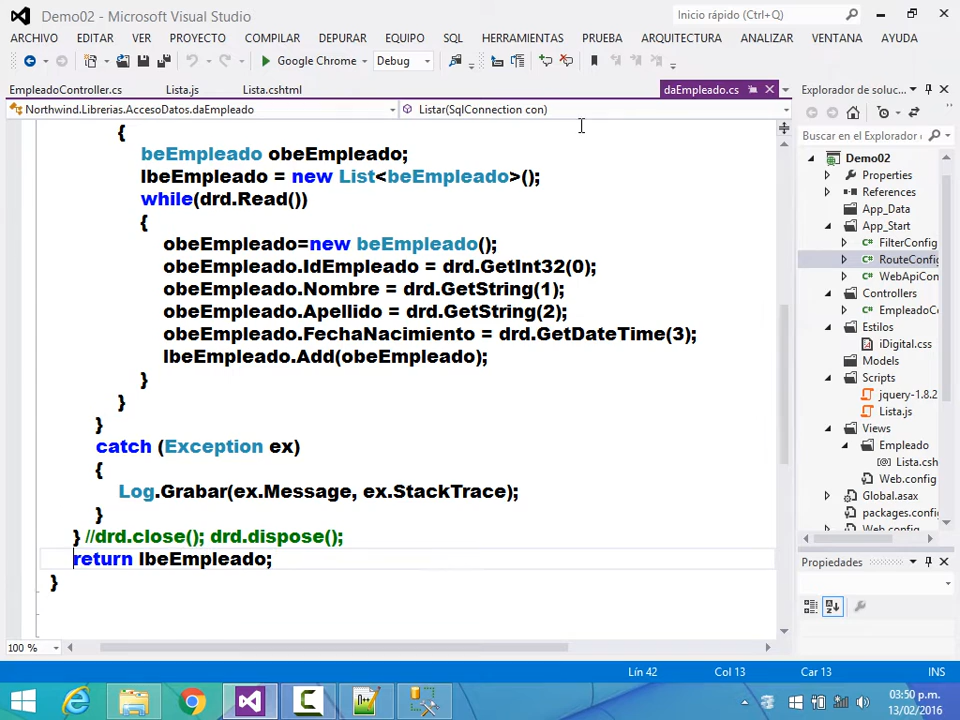 Demo02 - Microsoft Visual Studio
Inicio rápido (Ctrl+Q)
ARCHIVO EDITAR VER PROYECTO COMPILAR DEPURAR EQUIPO SQL HERRAMIENTAS PRUEBA ARQUITECTURA ANALIZAR VENTANA AYUDA
Google Chrome Debug
EmpleadoController.cs Lista.js Lista.cshtml daEmpleado.cs
Northwind.Librerias.AccesoDatos.daEmpleado Listar(SqlConnection con)
{
beEmpleado obeEmpleado;
lbeEmpleado = new List<beEmpleado>();
while(drd.Read())
{
obeEmpleado=new beEmpleado();
obeEmpleado.IdEmpleado = drd.GetInt32(0);
obeEmpleado.Nombre = drd.GetString(1);
obeEmpleado.Apellido = drd.GetString(2);
obeEmpleado.FechaNacimiento = drd.GetDateTime(3);
lbeEmpleado.Add(obeEmpleado);
}
}
}
catch (Exception ex)
{
Log.Grabar(ex.Message, ex.StackTrace);
}
} //drd.close(); drd.dispose();
return lbeEmpleado;
}
100 %
Explorador de soluc...
Buscar en el Explorador
Demo02
Properties
References
App_Data
App_Start
C# FilterConfig
C# RouteConfig
C# WebApiCon
Controllers
C# EmpleadoCo
Estilos
iDigital.css
Models
Scripts
jquery-1.8.2
Lista.js
Views
Empleado
[@] Lista.csh
Web.config
Global.asax
packages.config
Web.config
Propiedades
Lín 42 Col 13 Car 13 INS
03:50 p.m.
13/02/2016